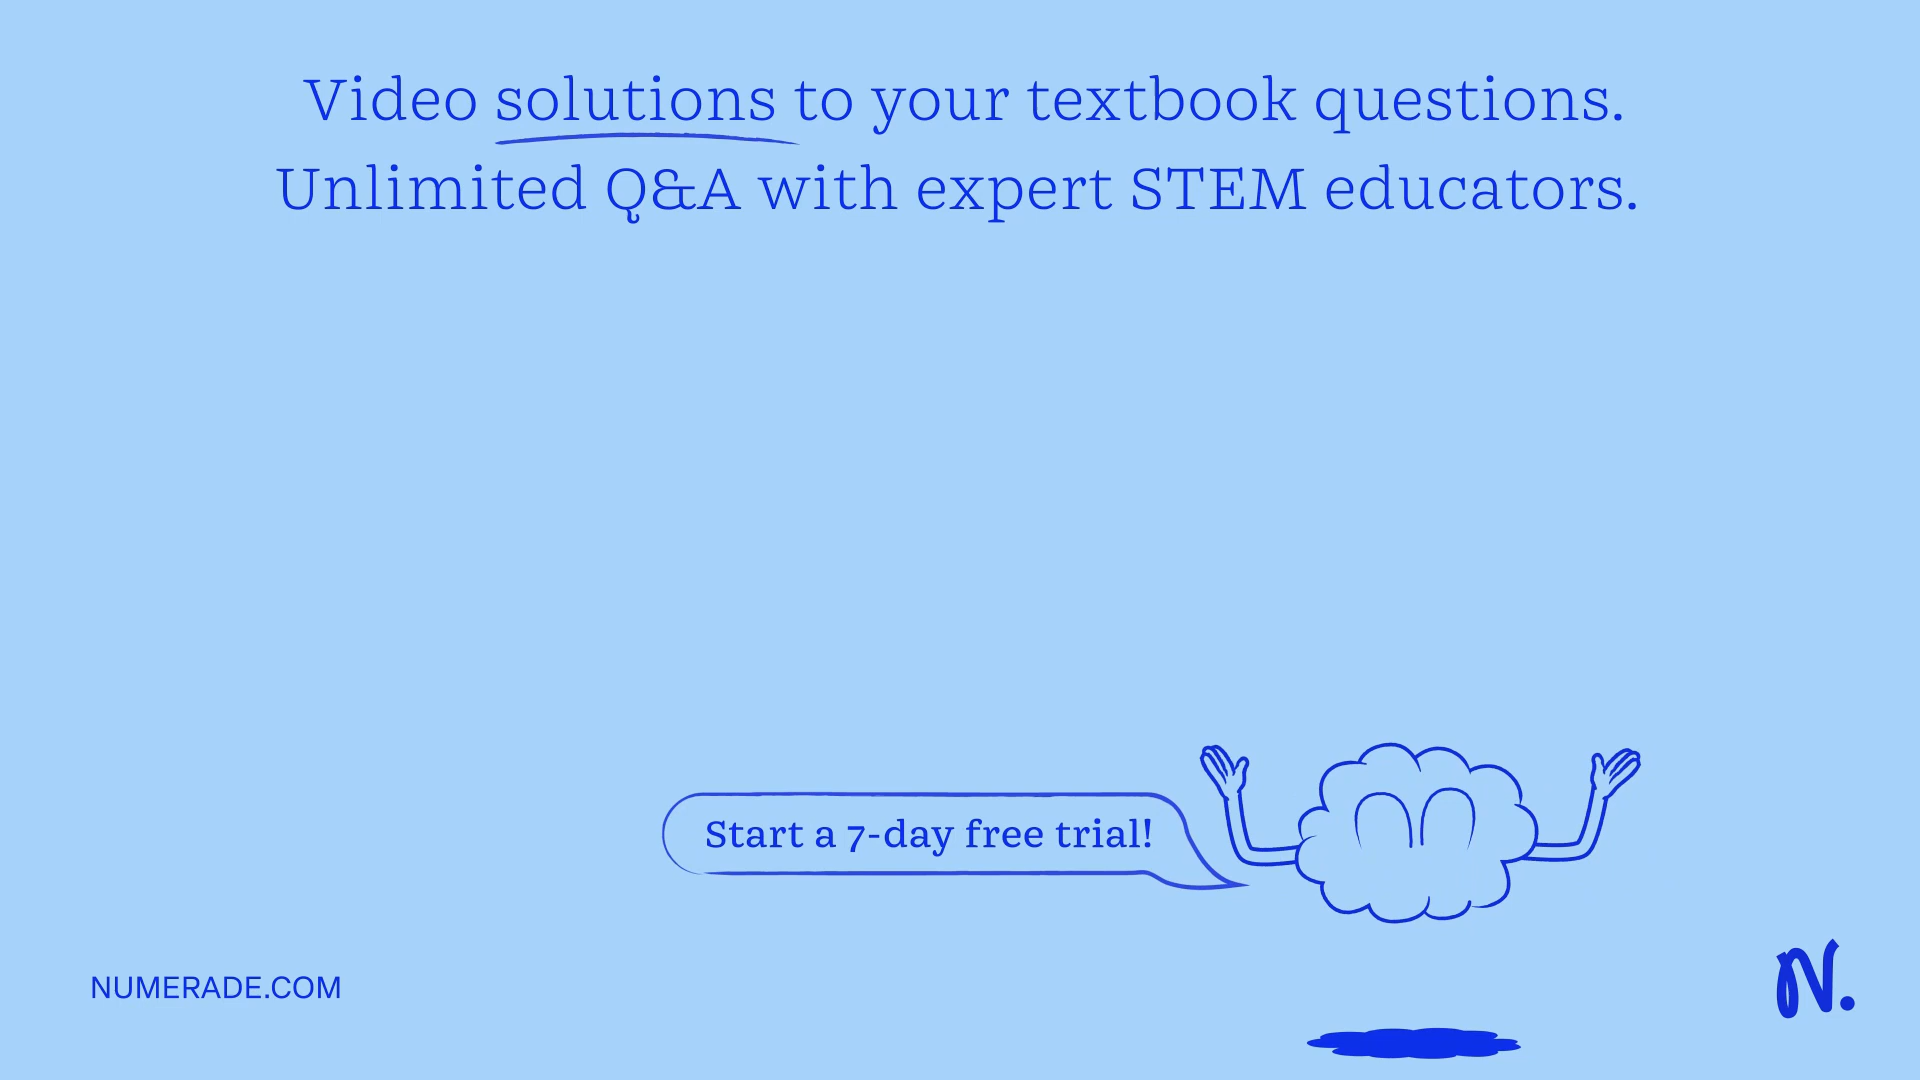 Video solutions to your textbook questions.
Unlimited Q&A with expert STEM educators.
Start a 7-day free trial!
NUMERADE.COM
N.